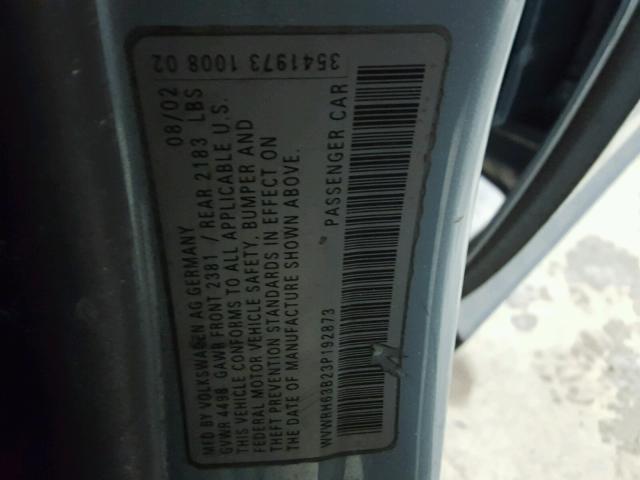 3541973 1008 02
08/02
MFD BY VOLKSWAGEN AG GERMANY
GVWR 4498 GAWR FRONT 2381 / REAR 2183 LBS
THIS VEHICLE CONFORMS TO ALL APPLICABLE U.S.
FEDERAL MOTOR VEHICLE SAFETY, BUMPER AND
THEFT PREVENTION STANDARDS IN EFFECT ON
THE DATE OF MANUFACTURE SHOWN ABOVE.
WVWRH63B23P192873 PASSENGER CAR